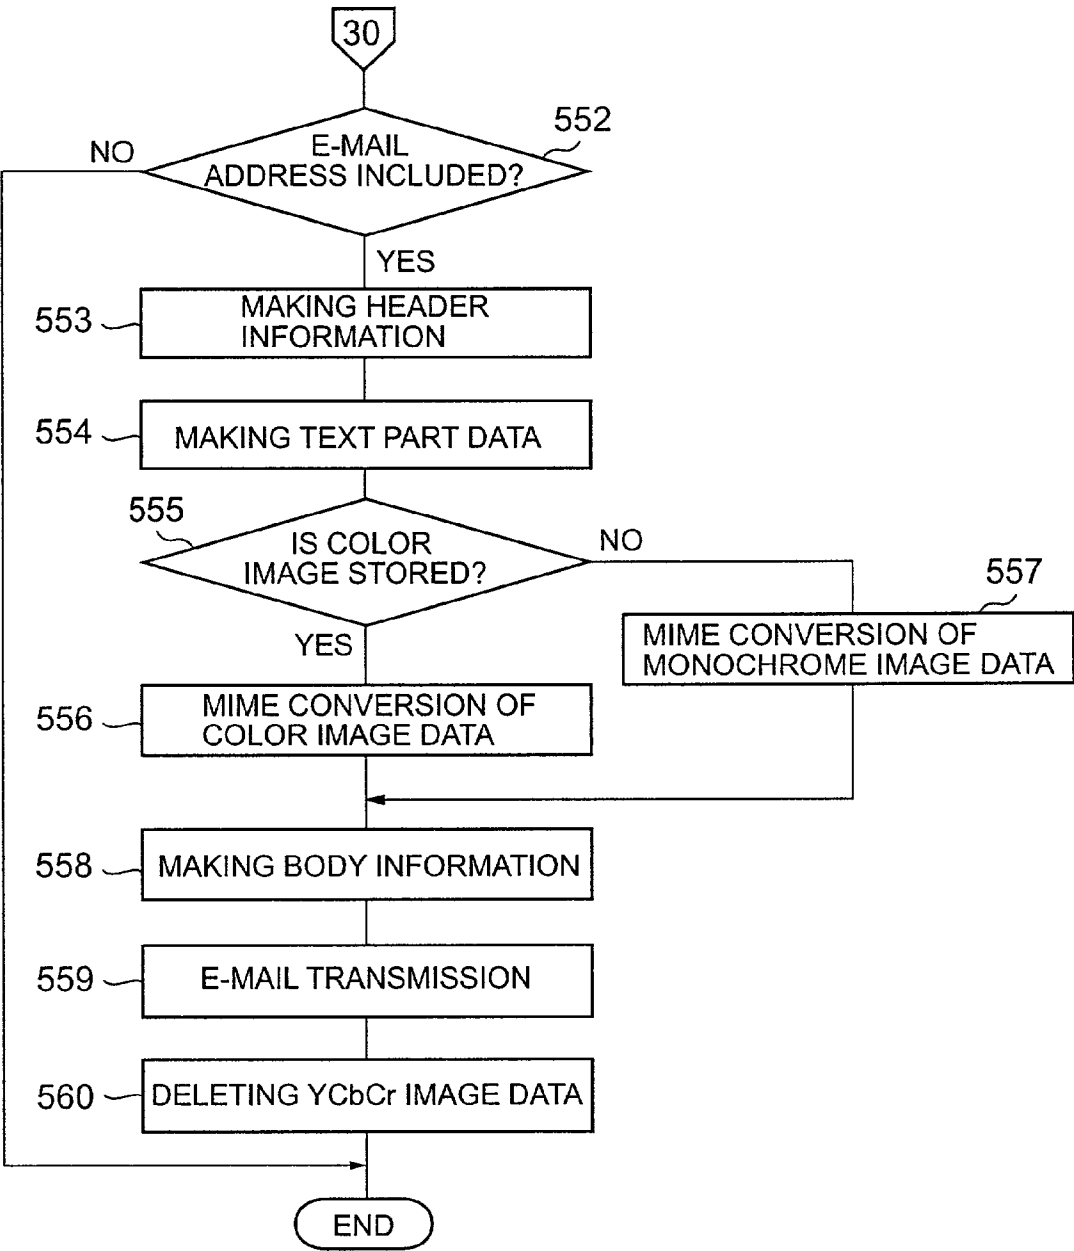 30
552
NO
E-MAIL
ADDRESS INCLUDED?
YES
553
MAKING HEADER
INFORMATION
554
MAKING TEXT PART DATA
555
IS COLOR
IMAGE STORED?
NO
557
YES
MIME CONVERSION OF
MONOCHROME IMAGE DATA
556
MIME CONVERSION OF
COLOR IMAGE DATA
558
MAKING BODY INFORMATION
559
E-MAIL TRANSMISSION
560
DELETING YCbCr IMAGE DATA
END